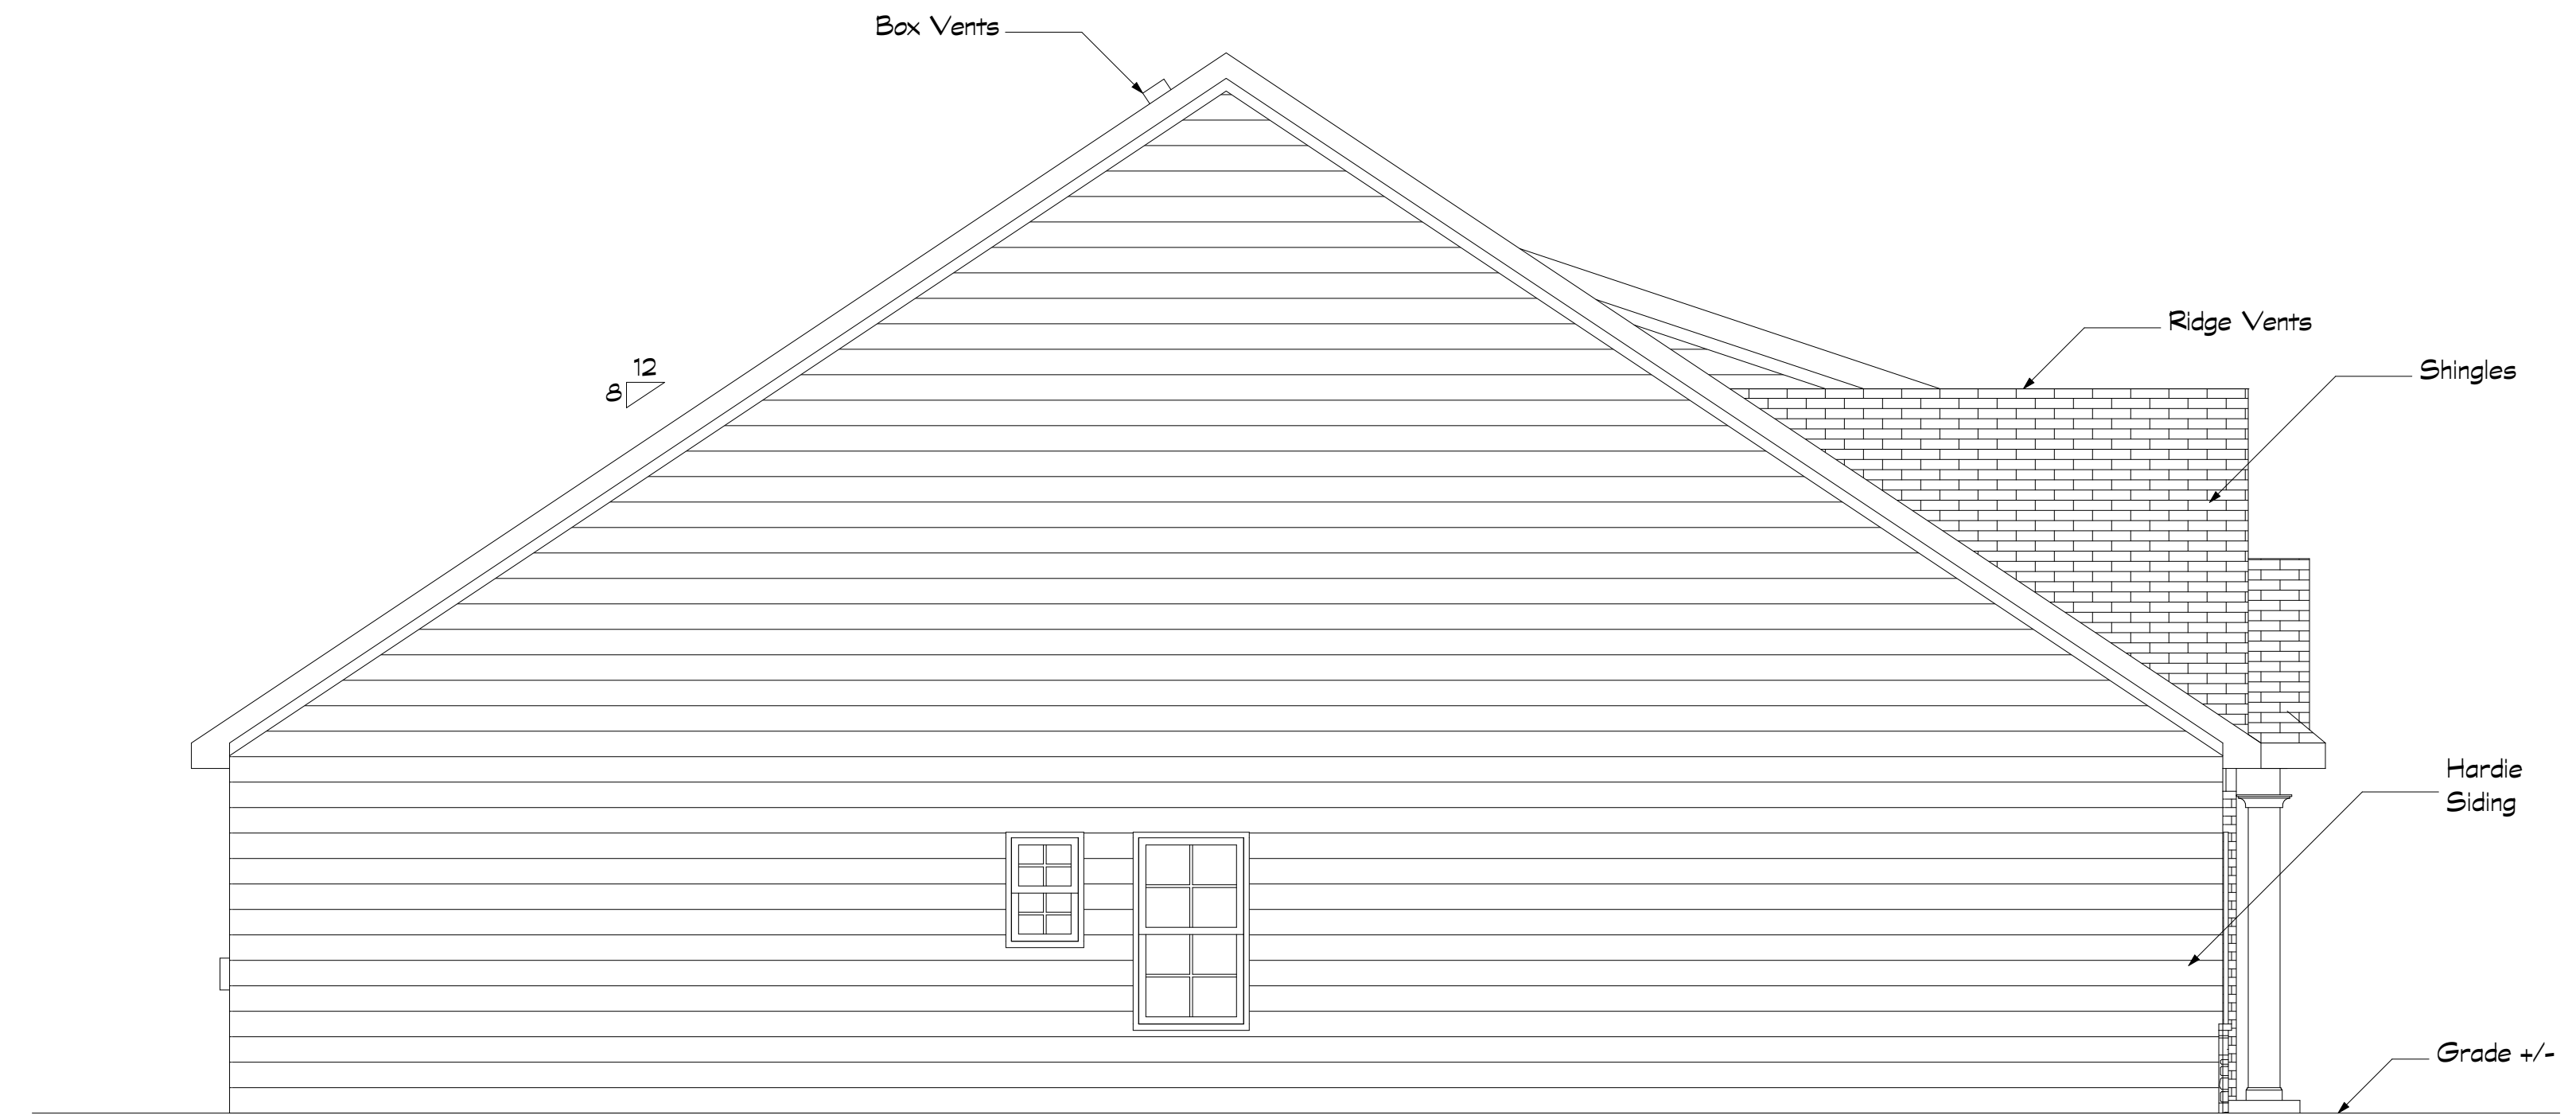 Box Vents
Ridge Vents
12
8
Shingles
Hardie
Siding
Grade +/-